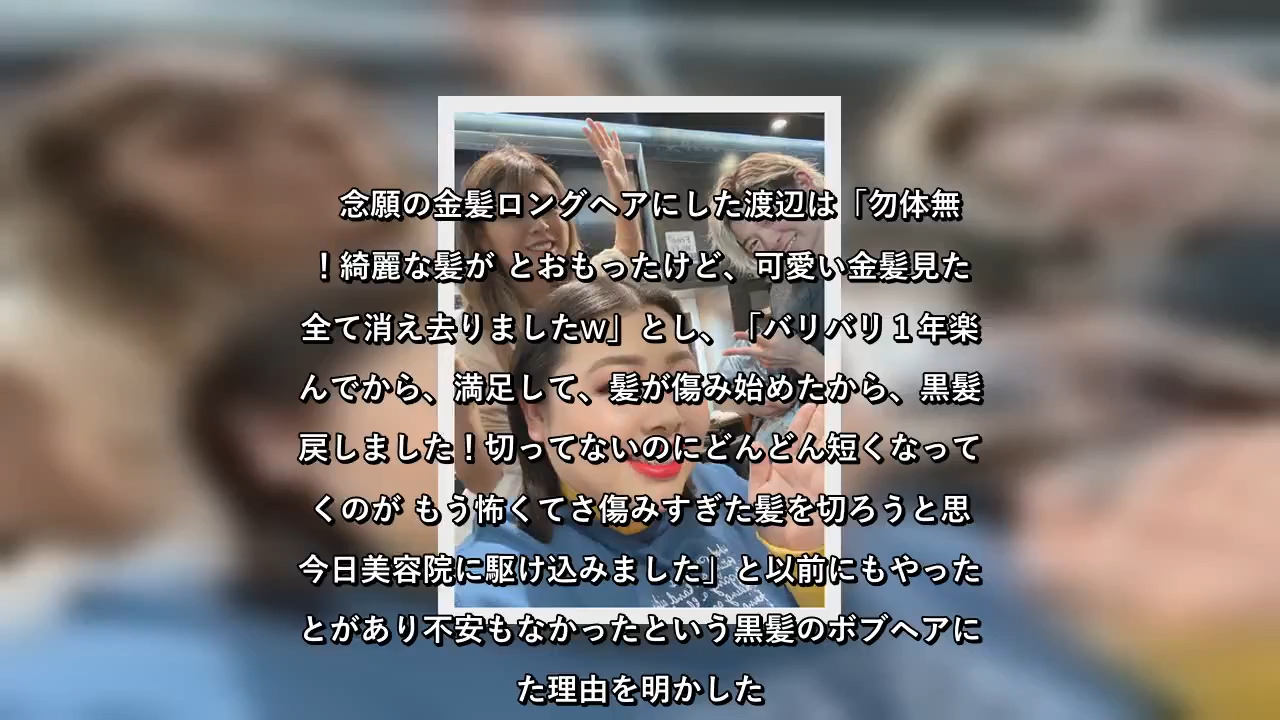 念願の金髪ロングヘアにした渡辺は「勿体無
！綺麗な髪が とおもったけど、可愛い金髪見た
全て消え去りましたw」とし、「バリバリ１年楽
んでから、満足して、髪が傷み始めたから、黒髪
戻しました！切ってないのにどんどん短くなって
くのが もう怖くてさ傷みすぎた髪を切ろうと思
今日美容院に駆け込みました」と以前にもやった
とがあり不安もなかったという黒髪のボブヘアに
た理由を明かした